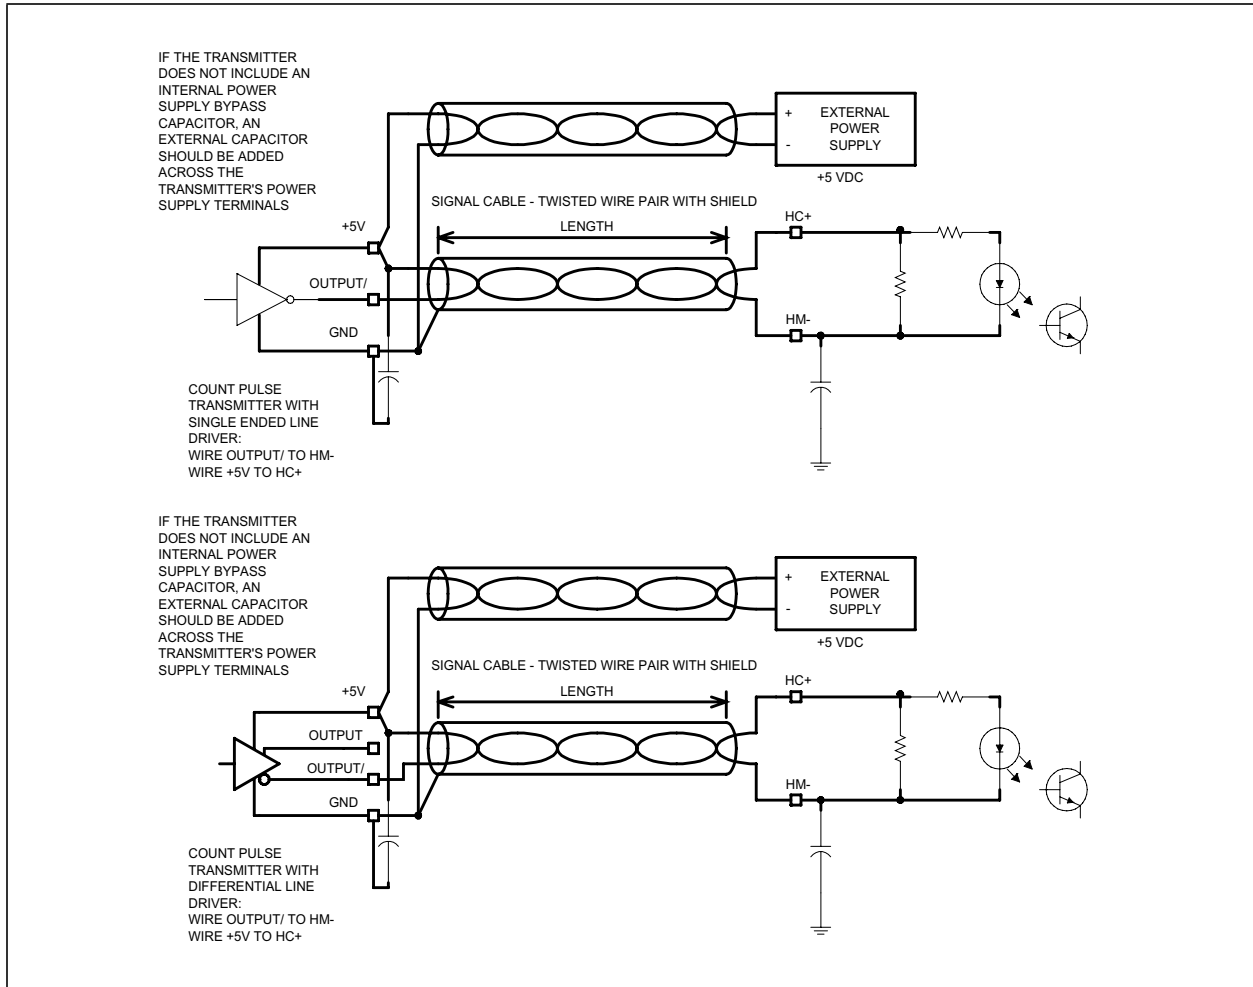 IF THE TRANSMITTER
DOES NOT INCLUDE AN
INTERNAL POWER
SUPPLY BYPASS
CAPACITOR, AN
EXTERNAL CAPACITOR
SHOULD BE ADDED
ACROSS THE
TRANSMITTER'S POWER
SUPPLY TERMINALS
+ EXTERNAL
POWER
- SUPPLY
+5 VDC
SIGNAL CABLE - TWISTED WIRE PAIR WITH SHIELD
LENGTH
+5V
OUTPUT/
GND
HC+
HM-
COUNT PULSE
TRANSMITTER WITH
SINGLE ENDED LINE
DRIVER:
WIRE OUTPUT/ TO HM-
WIRE +5V TO HC+
IF THE TRANSMITTER
DOES NOT INCLUDE AN
INTERNAL POWER
SUPPLY BYPASS
CAPACITOR, AN
EXTERNAL CAPACITOR
SHOULD BE ADDED
ACROSS THE
TRANSMITTER'S POWER
SUPPLY TERMINALS
+ EXTERNAL
POWER
- SUPPLY
+5 VDC
SIGNAL CABLE - TWISTED WIRE PAIR WITH SHIELD
LENGTH
+5V
OUTPUT
OUTPUT/
GND
HC+
HM-
COUNT PULSE
TRANSMITTER WITH
DIFFERENTIAL LINE
DRIVER:
WIRE OUTPUT/ TO HM-
WIRE +5V TO HC+